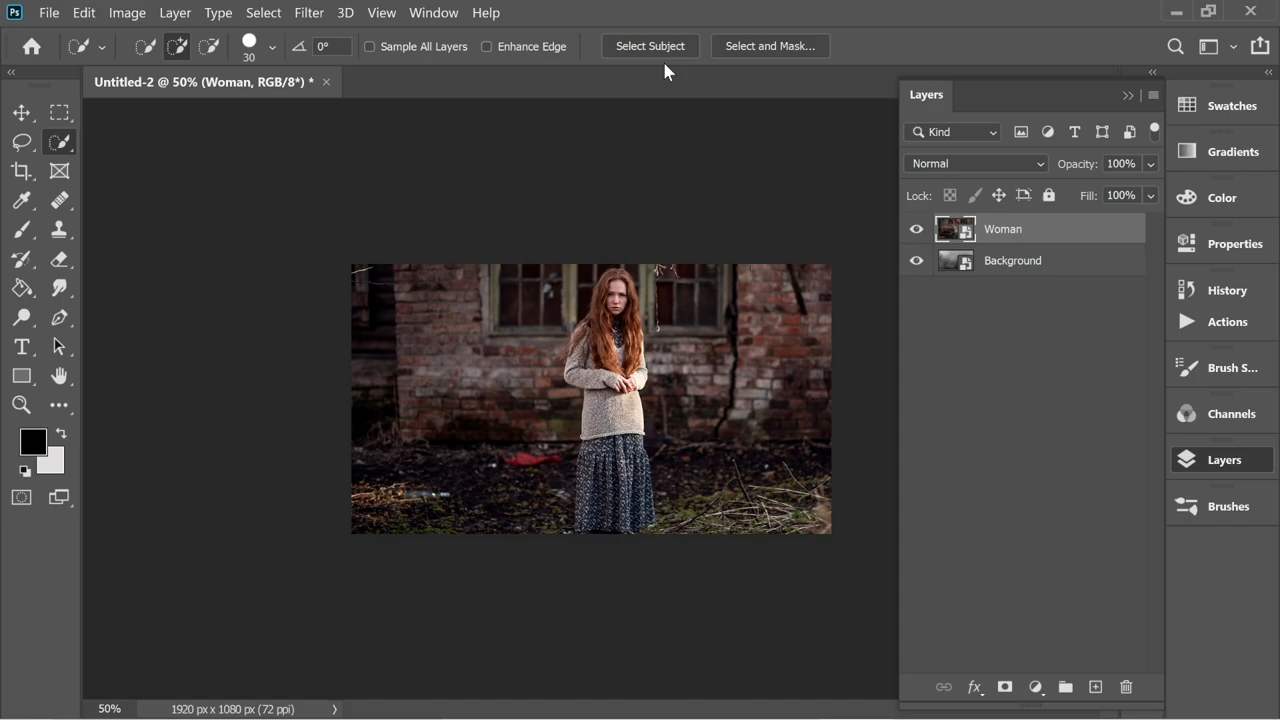 Ps File Edit Image Layer Type Select Filter 3D View Window Help
30 0° Sample All Layers Enhance Edge Select Subject Select and Mask...
Untitled-2 @ 50% (Woman, RGB/8*) *
Layers
Kind
Normal Opacity: 100%
Lock: Fill: 100%
Woman
Background
Swatches
Gradients
Color
Properties
History
Actions
Brush S...
Channels
Layers
Brushes
50% 1920 px x 1080 px (72 ppi)